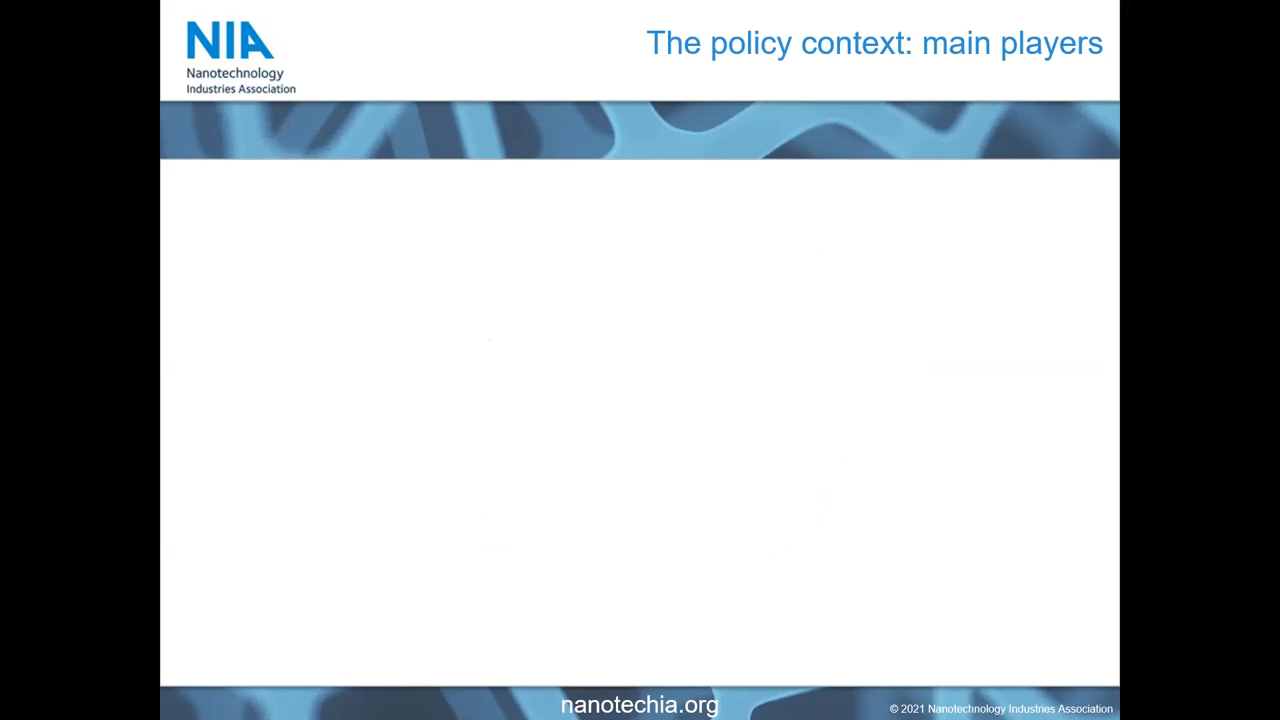 NIA
Nanotechnology
Industries Association
The policy context: main players
nanotechia.org
© 2021 Nanotechnology Industries Association